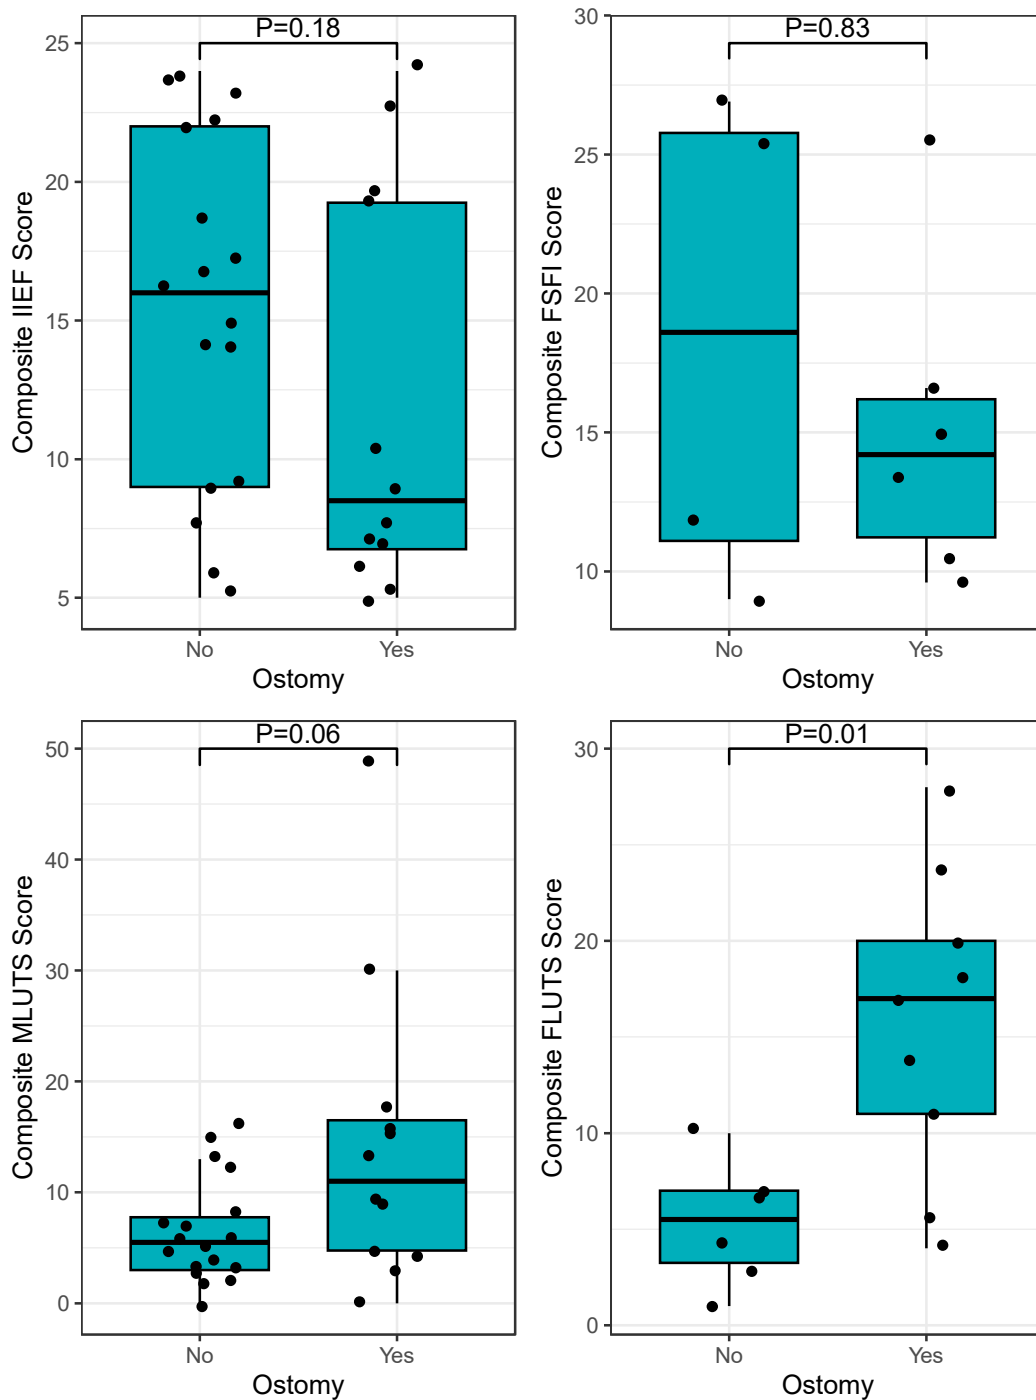 P=0.18
25
20
15
10
5
Composite IIEF Score
No Yes
Ostomy
P=0.83
30
25
20
15
10
Composite FSFI Score
No Yes
Ostomy
P=0.06
50
40
30
20
10
0
Composite MLUTS Score
No Yes
Ostomy
P=0.01
30
20
10
0
Composite FLUTS Score
No Yes
Ostomy